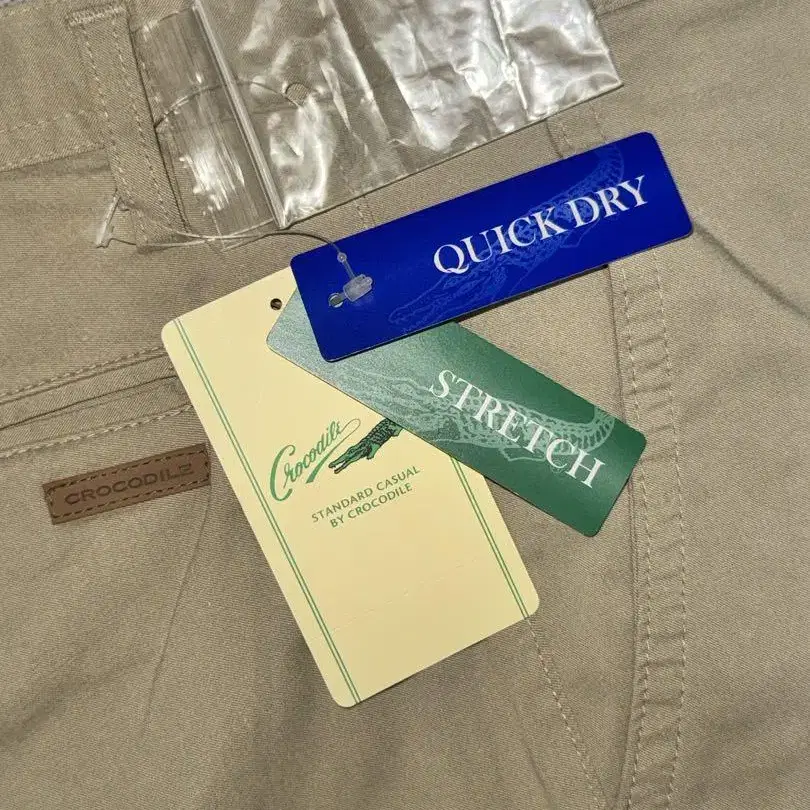 QUICK DRY
STRETCH
Crocodile
STANDARD CASUAL
BY CROCODILE
CROCODILE